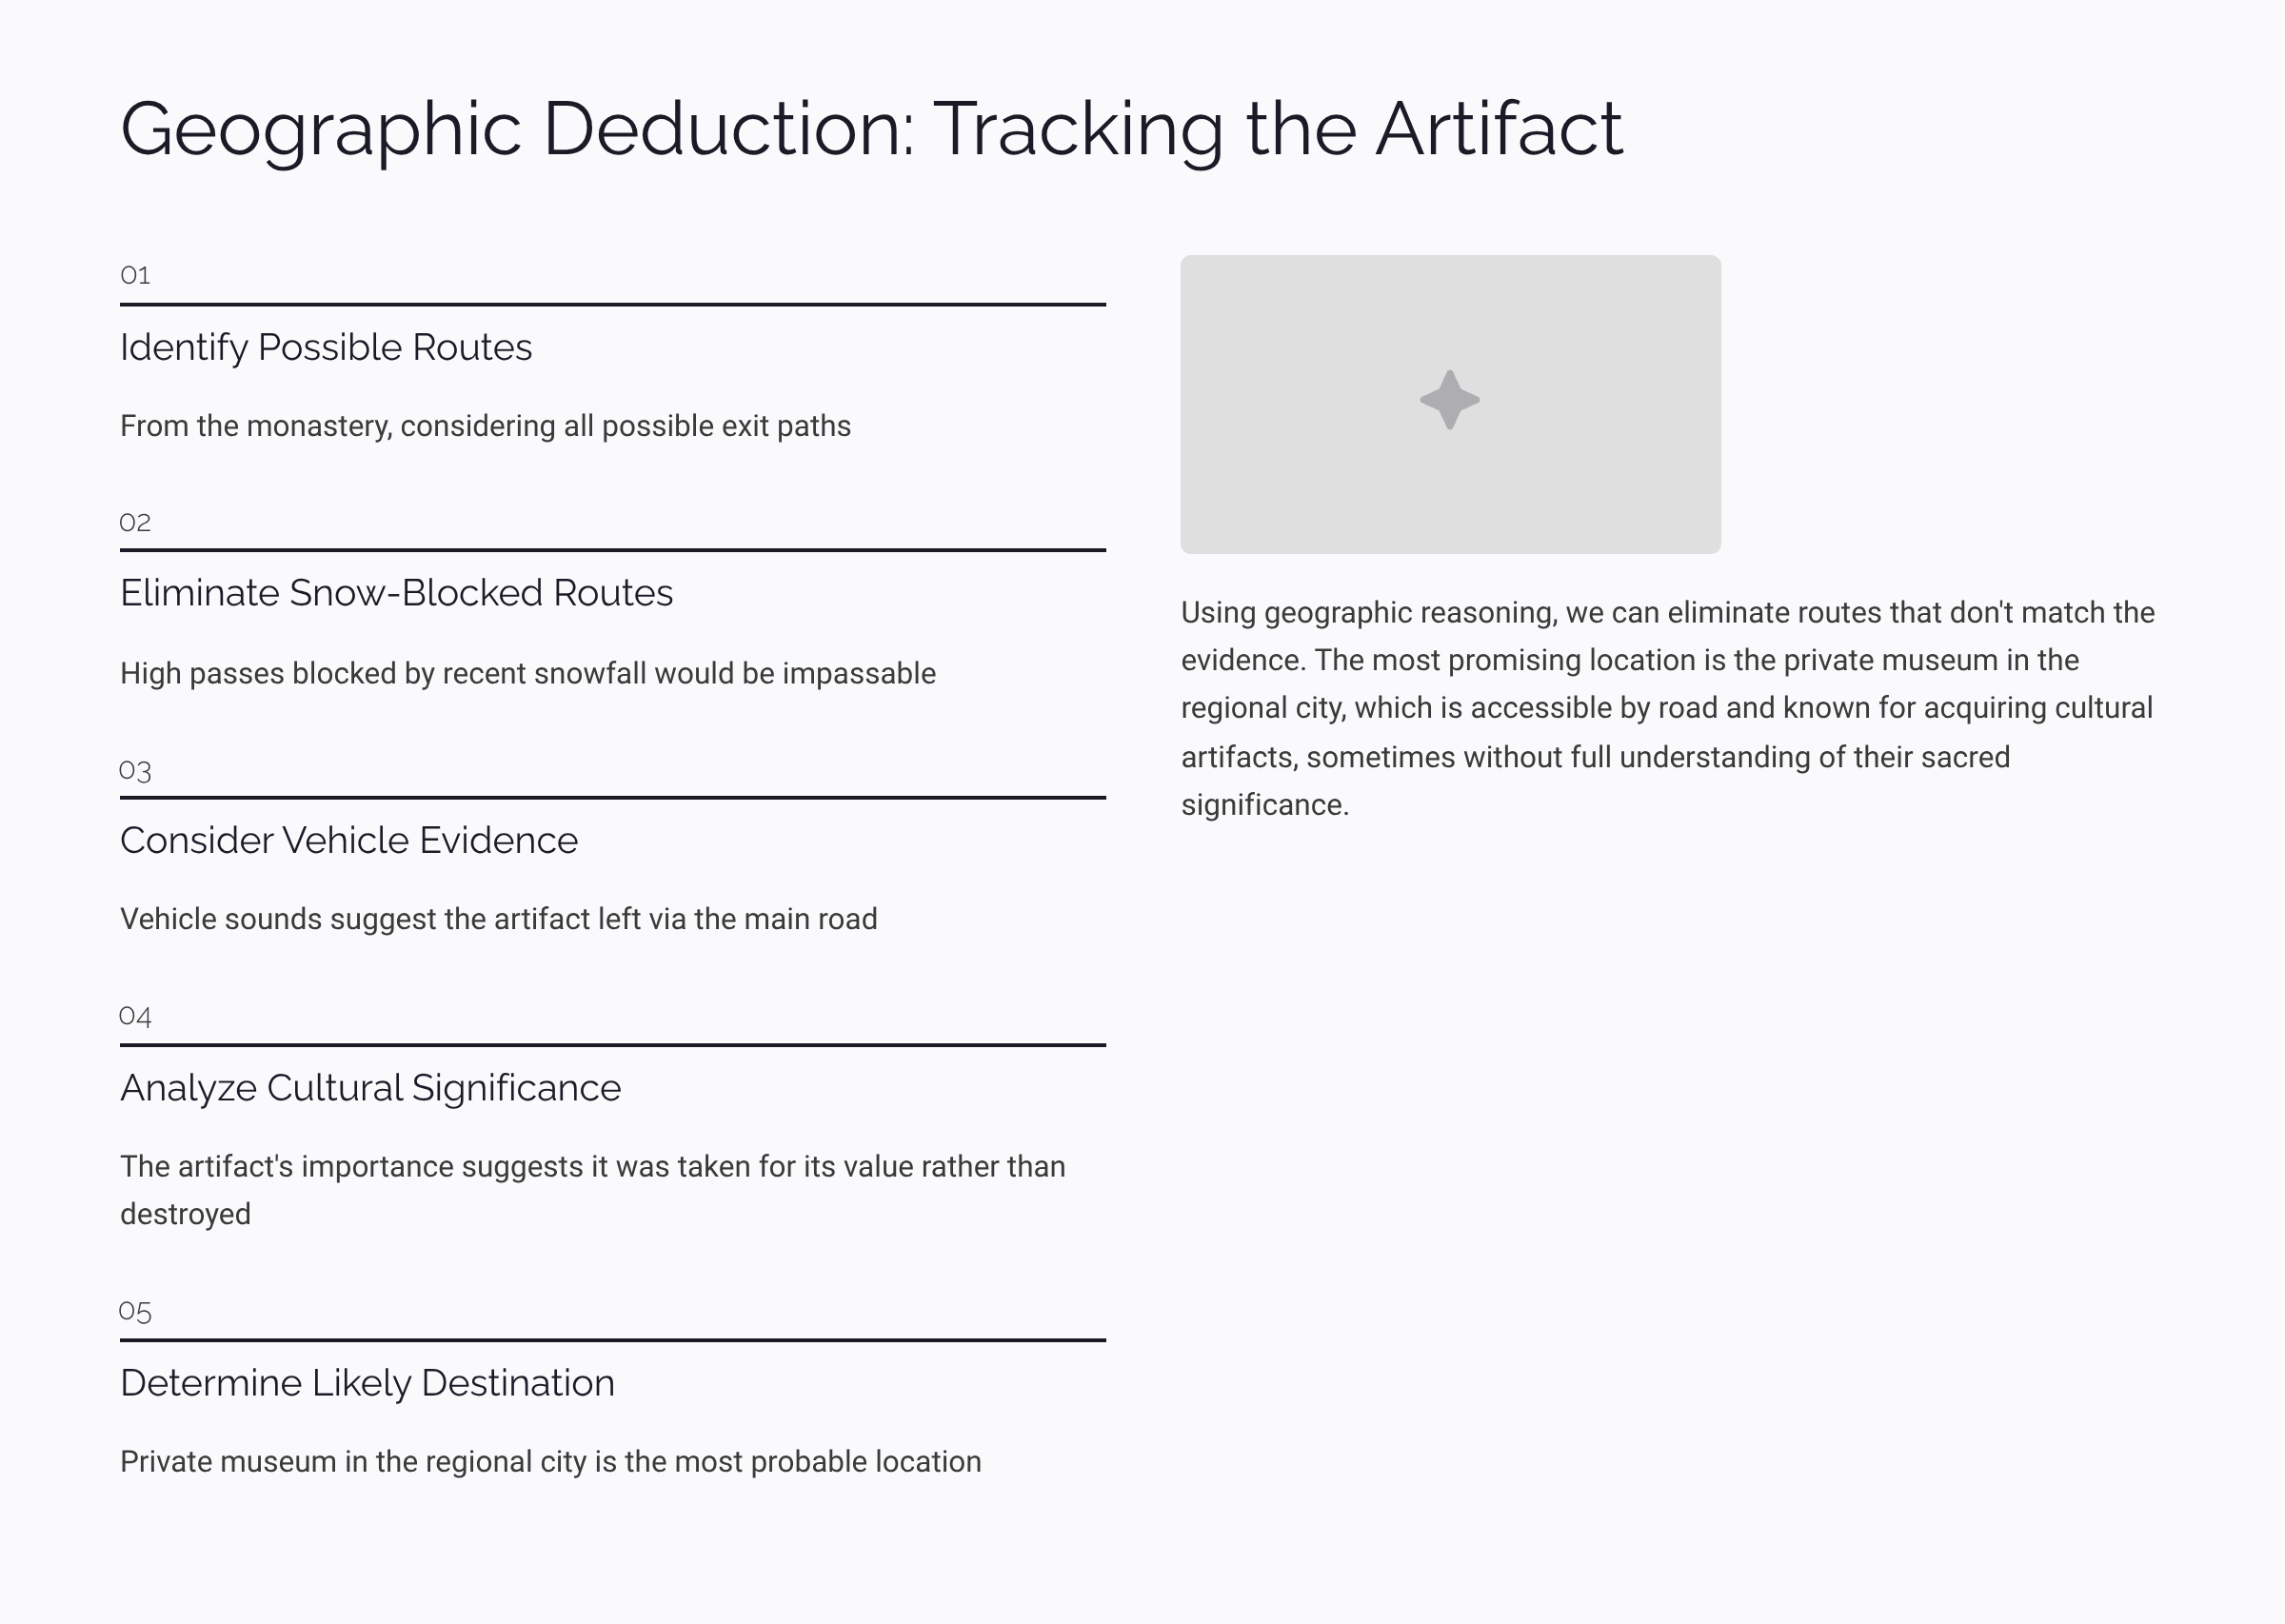 Geographic Deduction: Tracking the Artifact
01
Identify Possible Routes
From the monastery, considering all possible exit paths
02
Eliminate Snow-Blocked Routes
High passes blocked by recent snowfall would be impassable
03
Consider Vehicle Evidence
Vehicle sounds suggest the artifact left via the main road
04
Analyze Cultural Significance
The artifact's importance suggests it was taken for its value rather than
destroyed
05
Determine Likely Destination
Private museum in the regional city is the most probable location
Using geographic reasoning, we can eliminate routes that don't match the
evidence. The most promising location is the private museum in the
regional city, which is accessible by road and known for acquiring cultural
artifacts, sometimes without full understanding of their sacred
significance.